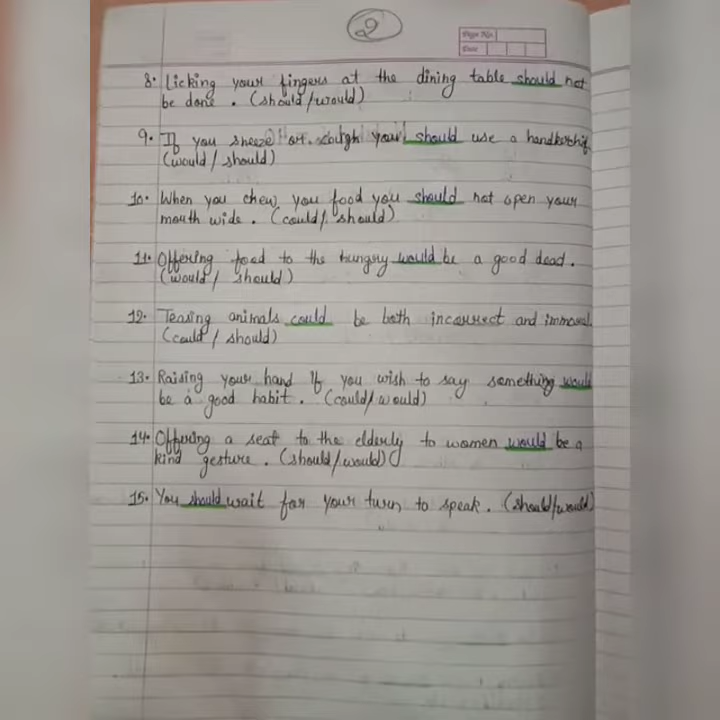 2
Page No.
Date
8. Licking your fingers at the dining table should not
be done. (should/would)
9. If you sneeze or cough your should use a handkerchif
(would / should)
10. When you chew you food you should not open your
mouth wide. (could/ should)
11. Offering food to the hungry would be a good dead.
(would / should)
12. Teasing animals could be both incorrect and immoral.
(could / should)
13. Raising your hand If you wish to say something would
be a good habit. (could/would)
14. Offering a seat to the elderly to women would be a
kind gesture. (should/would)
15. You should wait for your turn to speak. (should/would)